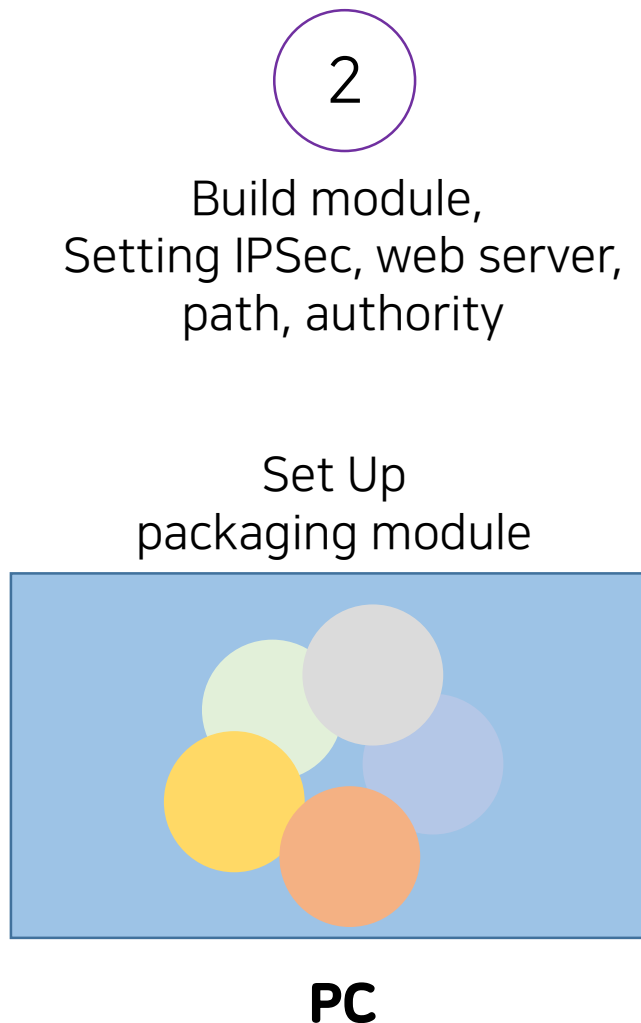 2
Build module,
Setting IPSec, web server,
path, authority
Set Up
packaging module
PC